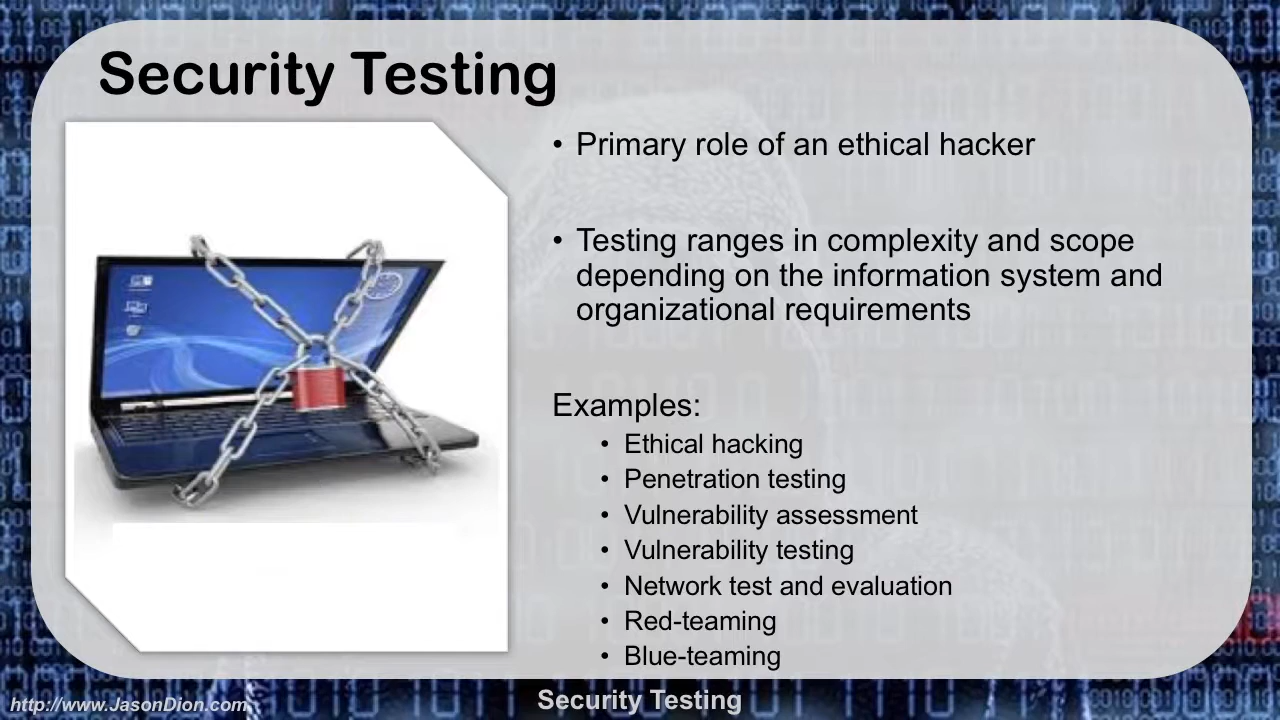 Security Testing
• Primary role of an ethical hacker
• Testing ranges in complexity and scope
depending on the information system and
organizational requirements
Examples:
• Ethical hacking
• Penetration testing
• Vulnerability assessment
• Vulnerability testing
• Network test and evaluation
• Red-teaming
• Blue-teaming
http://www.JasonDion.com
Security Testing